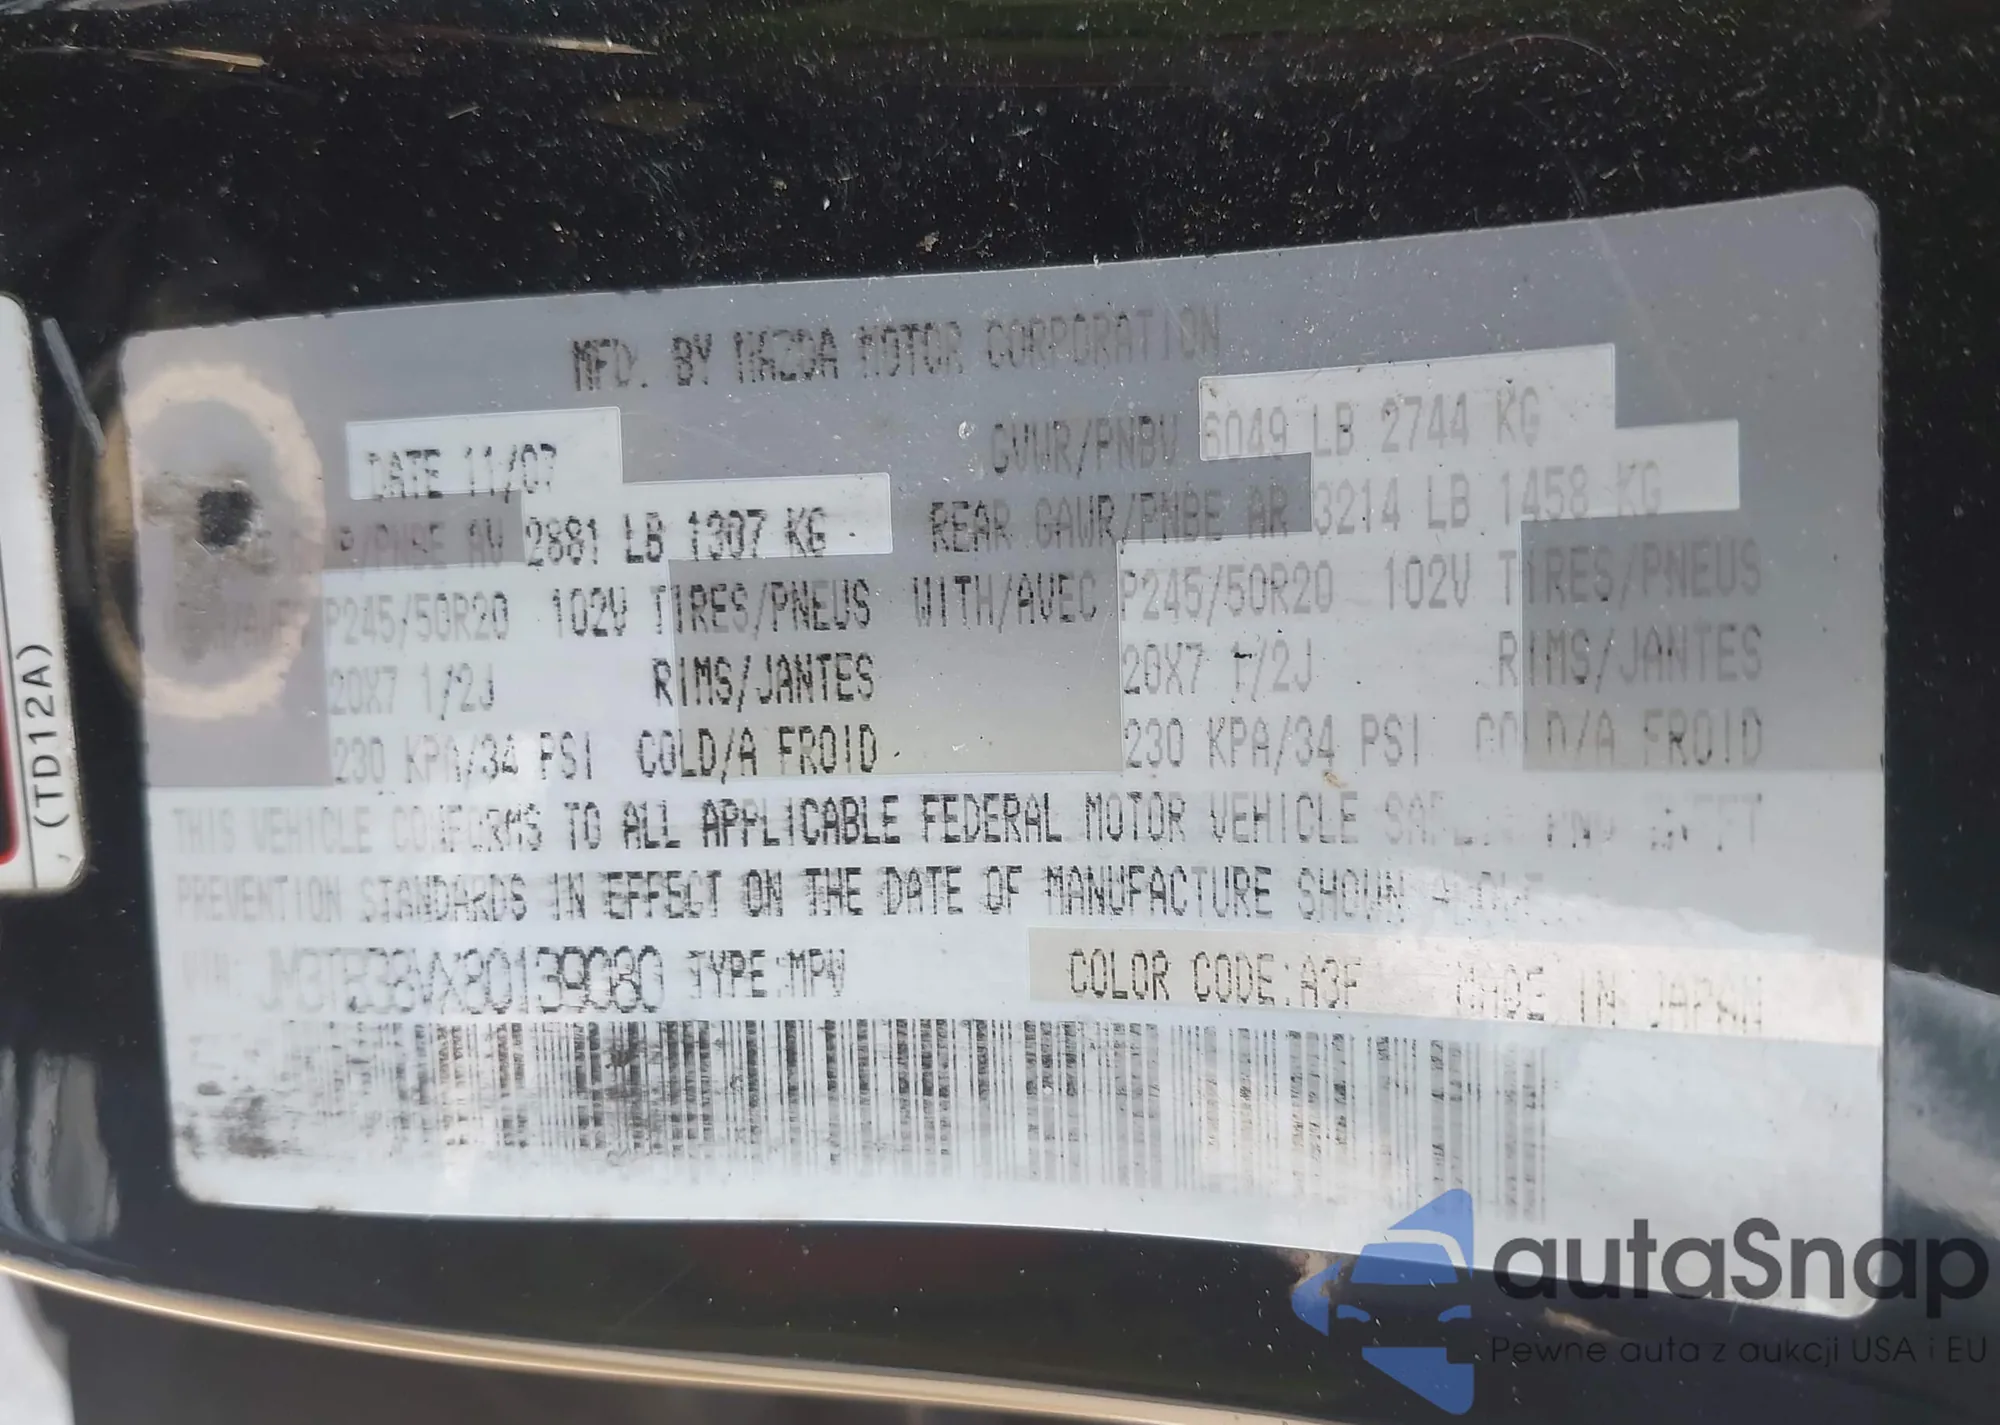 MFD. BY MAZDA MOTOR CORPORATION
DATE 11/07 GVWR/PNBV 6049 LB 2744 KG
P/PNBE AV 2881 LB 1307 KG REAR GAWR/PNBE AR 3214 LB 1458 KG
P245/50R20 102V TIRES/PNEUS WITH/AVEC P245/50R20 102V TIRES/PNEUS
20X7 1/2J RIMS/JANTES 20X7 1/2J RIMS/JANTES
230 KPA/34 PSI COLD/A FROID 230 KPA/34 PSI COLD/A FROID
THIS VEHICLE CONFORMS TO ALL APPLICABLE FEDERAL MOTOR VEHICLE
PREVENTION STANDARDS IN EFFECT ON THE DATE OF MANUFACTURE SHOWN
TYPE:MPV COLOR CODE:A3F MADE IN JAPAN
(TD12A)
autaSnap
Pewne auta z aukcji USA i EU